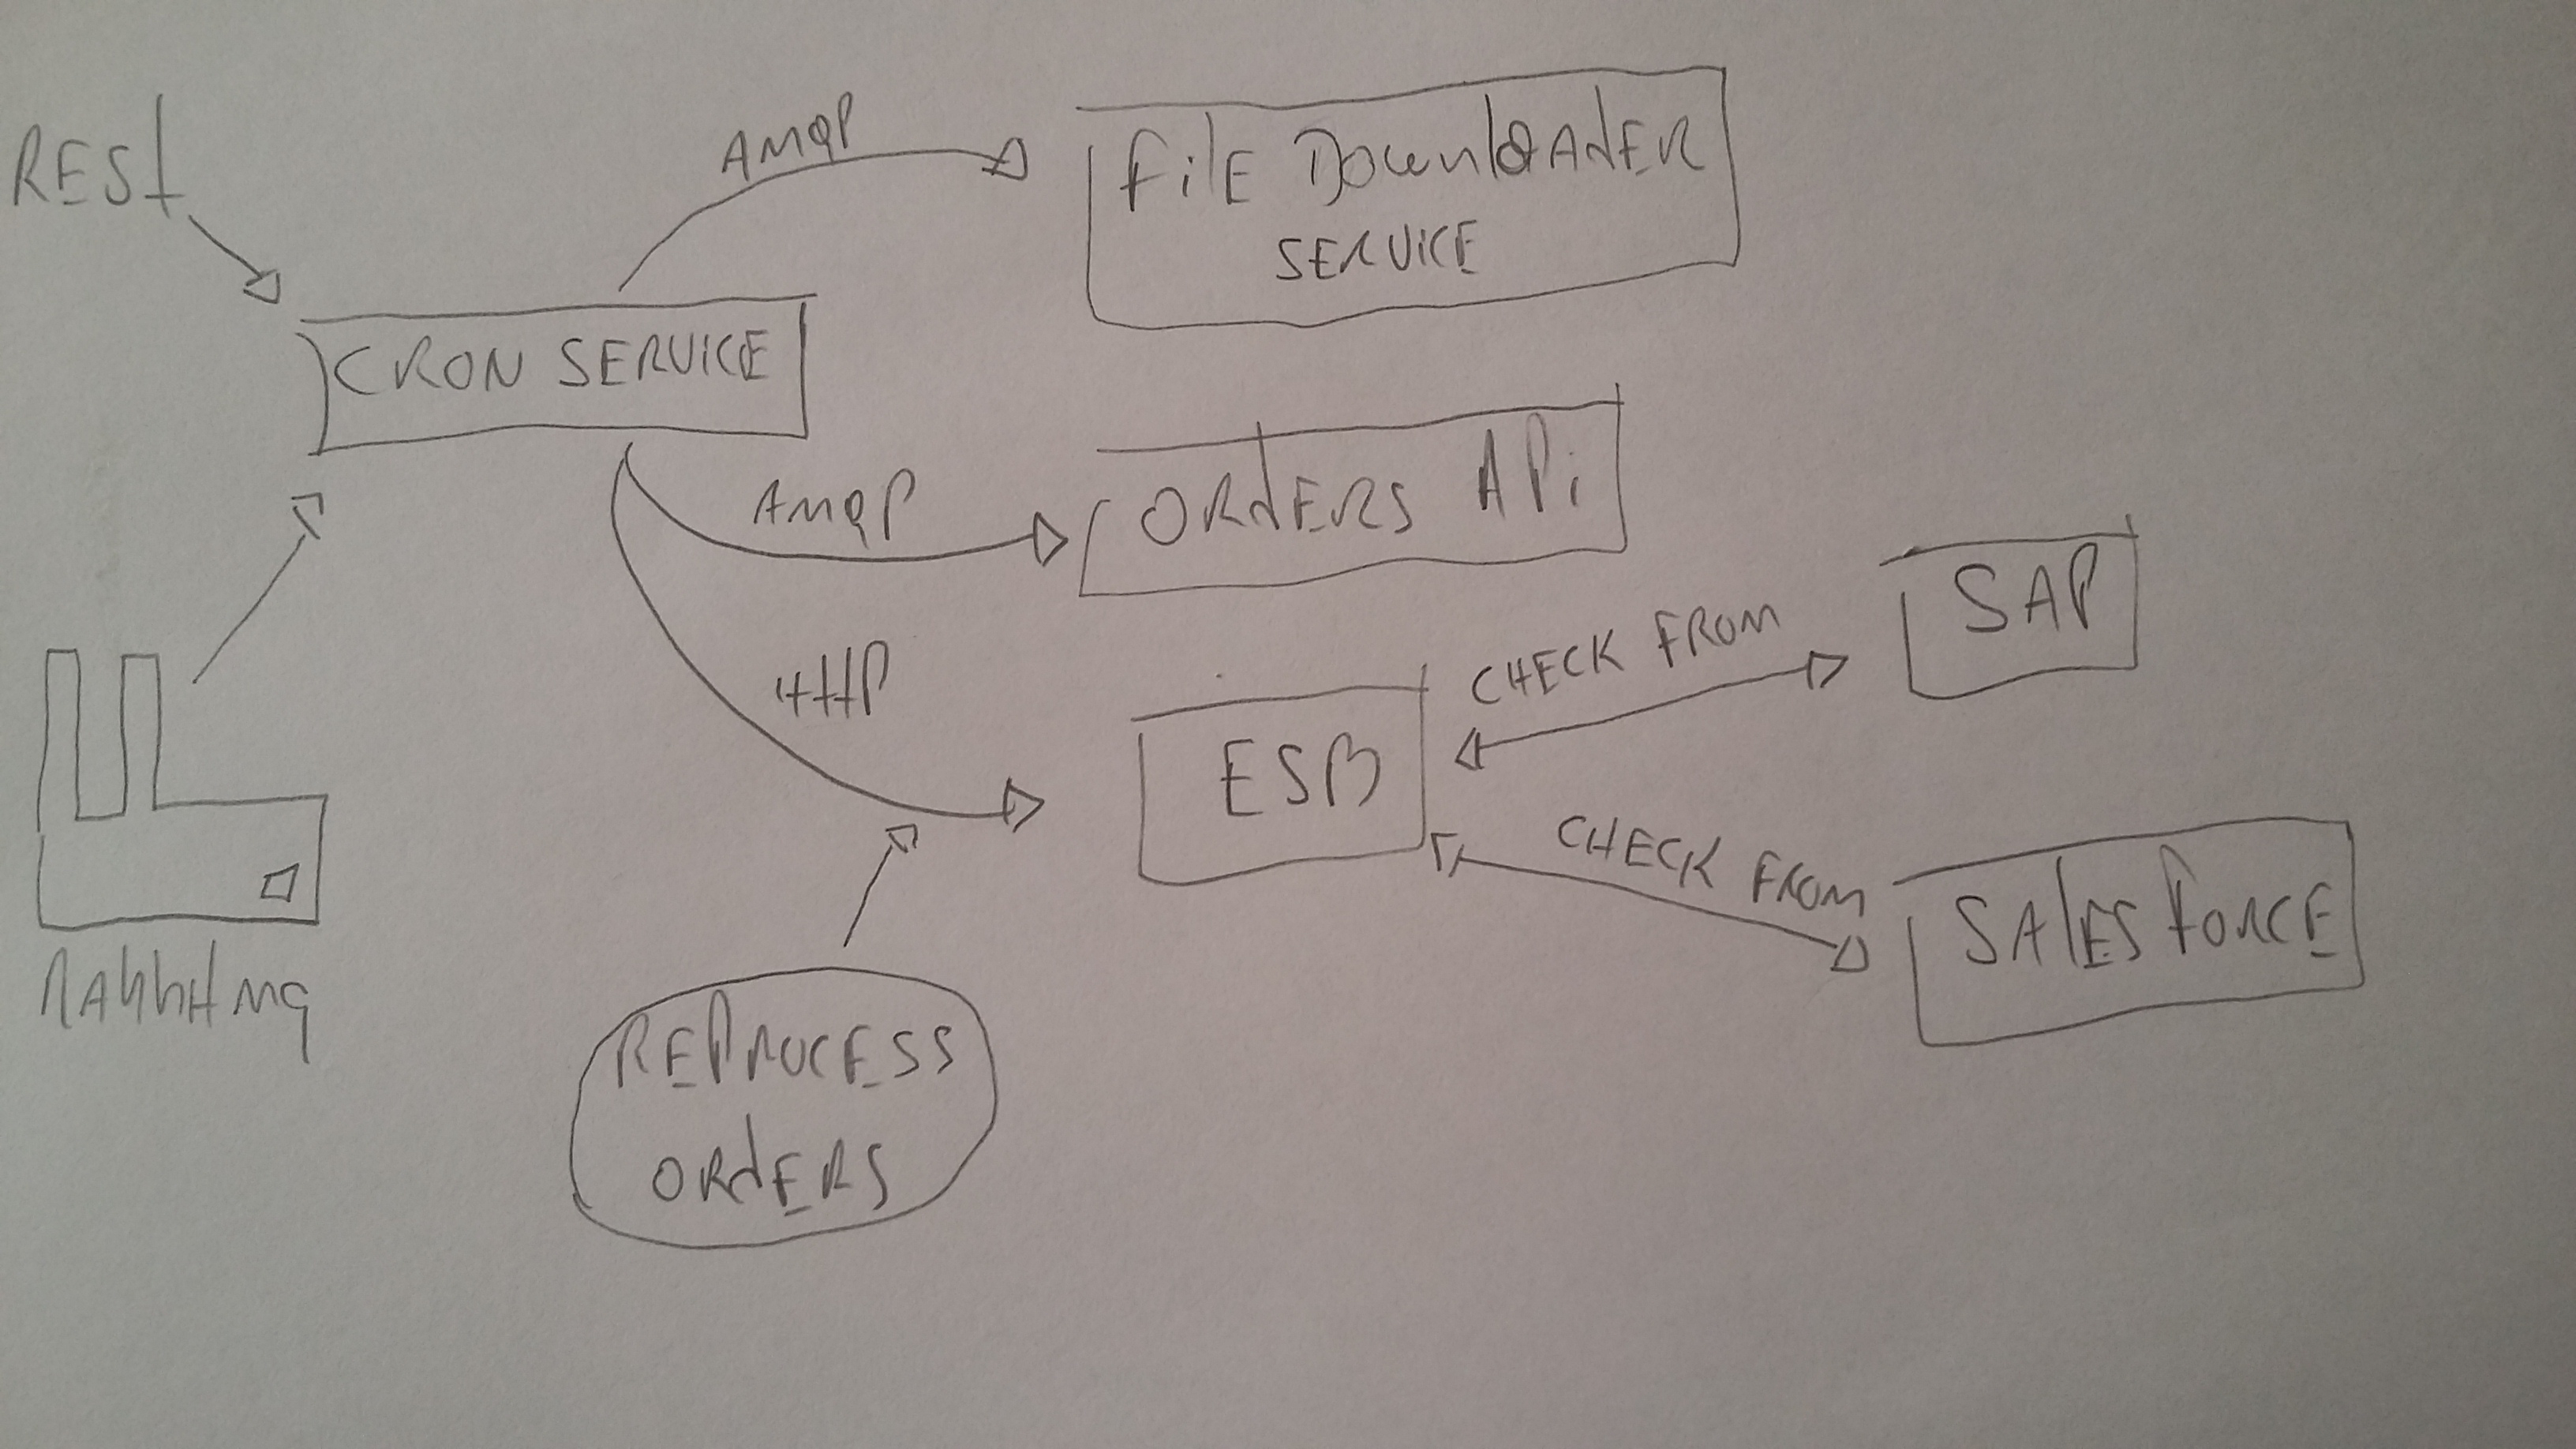 REST
AMQP
FilE DownloAdER
SERViCE
CRON SERViCE
AMQP
ORdERS APi
HTTP
SAP
CHECK FROM
ESB
CHECK FROM
SAlESFORCE
RAbbitmq
REPROCESS
ORdERS